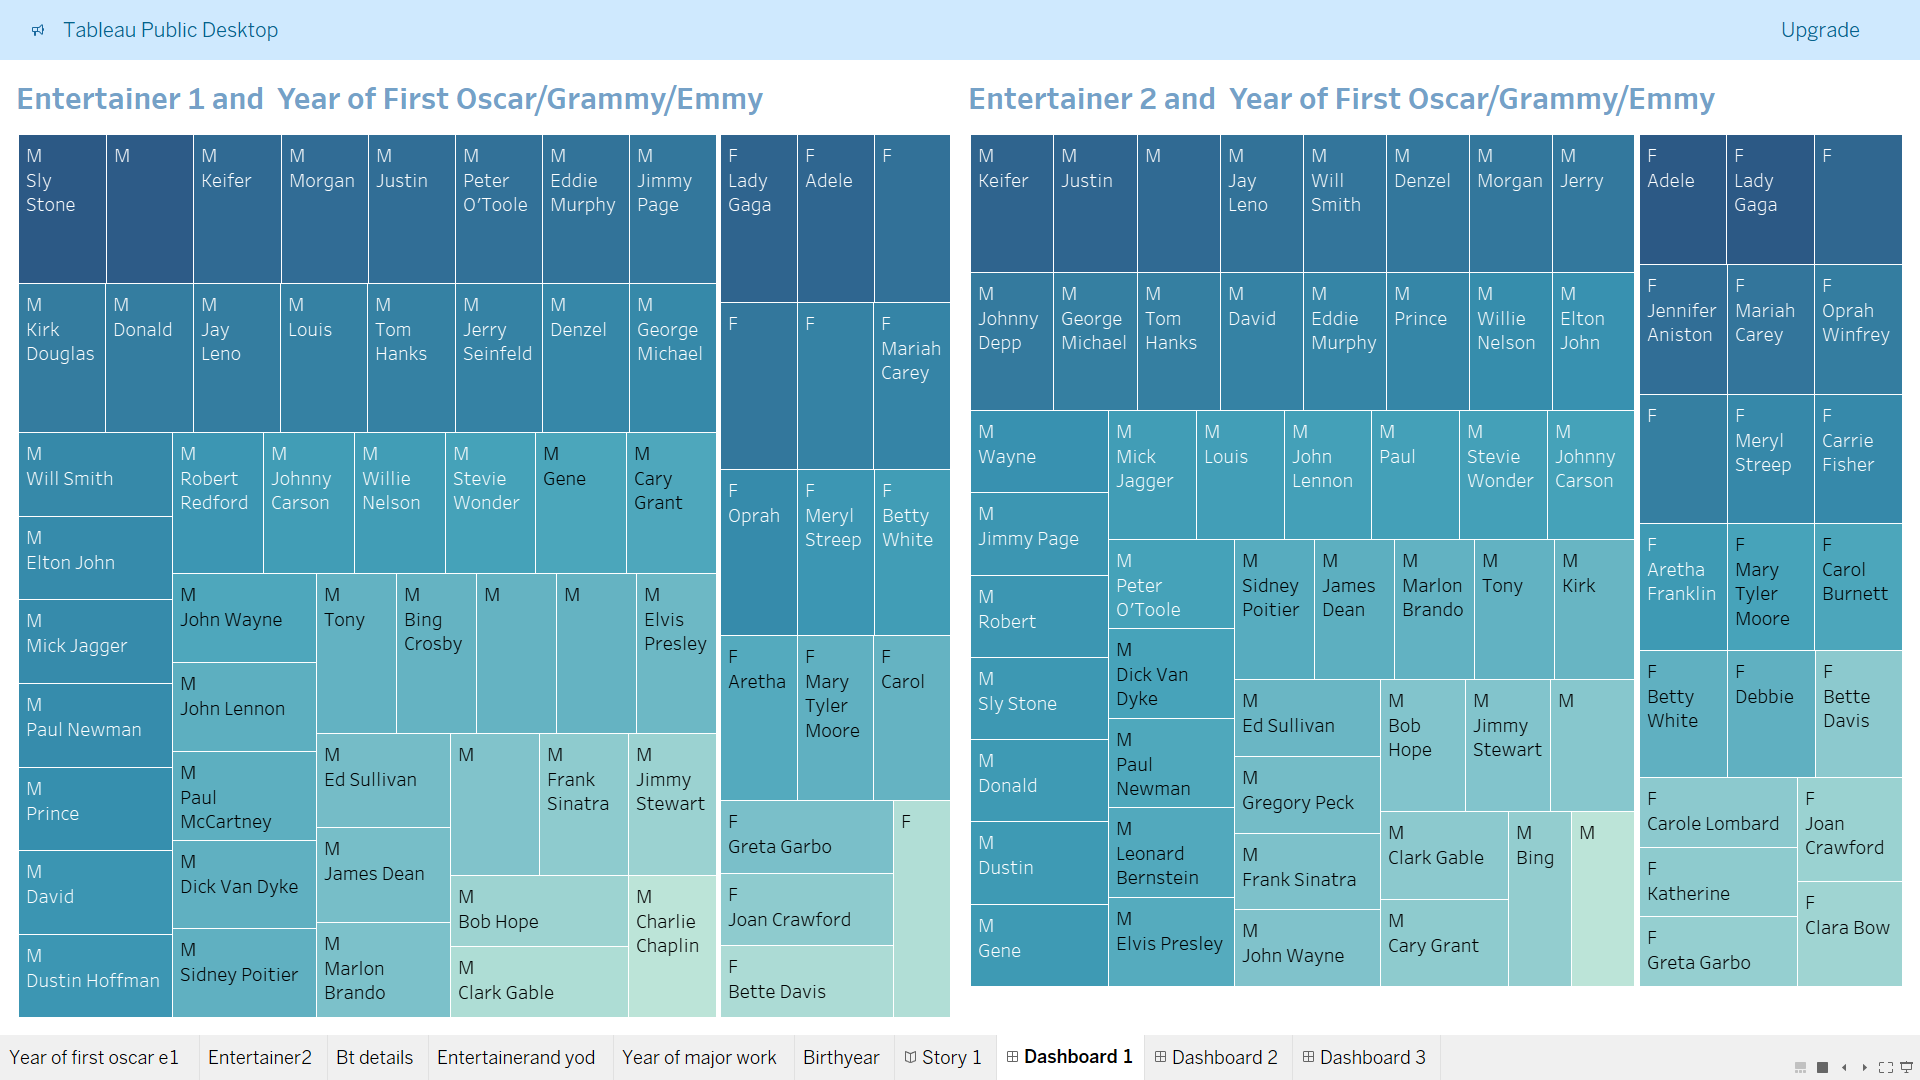 Tableau Public Desktop
Upgrade
Entertainer 1 and Year of First Oscar/Grammy/Emmy
M
Sly
Stone
M
M
Keifer
M
Morgan
M
Justin
M
Peter
O'Toole
M
Eddie
Murphy
M
Jimmy
Page
M
Kirk
Douglas
M
Donald
M
Jay
Leno
M
Louis
M
Tom
Hanks
M
Jerry
Seinfeld
M
Denzel
M
George
Michael
M
Will Smith
M
Elton John
M
Mick Jagger
M
Paul Newman
M
Prince
M
David
M
Dustin Hoffman
M
Robert
Redford
M
Johnny
Carson
M
Willie
Nelson
M
Stevie
Wonder
M
Gene
M
Cary
Grant
M
John Wayne
M
John Lennon
M
Paul
McCartney
M
Dick Van Dyke
M
Sidney Poitier
M
Tony
M
Bing
Crosby
M
M
M
Elvis
Presley
M
Ed Sullivan
M
James Dean
M
Marlon
Brando
M
M
Frank
Sinatra
M
Jimmy
Stewart
M
Bob Hope
M
Clark Gable
M
Charlie
Chaplin
F
Lady
Gaga
F
Adele
F
F
F
F
Mariah
Carey
F
Oprah
F
Meryl
Streep
F
Betty
White
F
Aretha
F
Mary
Tyler
Moore
F
Carol
F
Greta Garbo
F
Joan Crawford
F
Bette Davis
F
Entertainer 2 and Year of First Oscar/Grammy/Emmy
M
Keifer
M
Justin
M
M
Jay
Leno
M
Will
Smith
M
Denzel
M
Morgan
M
Jerry
M
Johnny
Depp
M
George
Michael
M
Tom
Hanks
M
David
M
Eddie
Murphy
M
Prince
M
Willie
Nelson
M
Elton
John
M
Wayne
M
Jimmy Page
M
Robert
M
Sly Stone
M
Donald
M
Dustin
M
Gene
M
Mick
Jagger
M
Louis
M
John
Lennon
M
Paul
M
Stevie
Wonder
M
Johnny
Carson
M
Peter
O'Toole
M
Dick Van
Dyke
M
Paul
Newman
M
Leonard
Bernstein
M
Elvis Presley
M
Sidney
Poitier
M
James
Dean
M
Marlon
Brando
M
Tony
M
Kirk
M
Ed Sullivan
M
Gregory Peck
M
Frank Sinatra
M
John Wayne
M
Bob
Hope
M
Jimmy
Stewart
M
M
Clark Gable
M
Cary Grant
M
Bing
M
F
Adele
F
Lady
Gaga
F
F
Jennifer
Aniston
F
Mariah
Carey
F
Oprah
Winfrey
F
F
Meryl
Streep
F
Carrie
Fisher
F
Aretha
Franklin
F
Mary
Tyler
Moore
F
Carol
Burnett
F
Betty
White
F
Debbie
F
Bette
Davis
F
Carole Lombard
F
Katherine
F
Greta Garbo
F
Joan
Crawford
F
Clara Bow
Year of first oscar e1
Entertainer2
Bt details
Entertainerand yod
Year of major work
Birthyear
Story 1
Dashboard 1
Dashboard 2
Dashboard 3